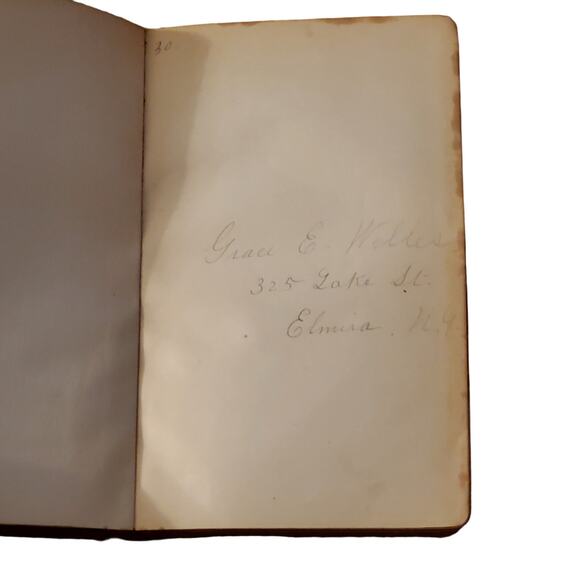 30
Grace E. Welles
325 Lake St.
Elmira, N.Y.